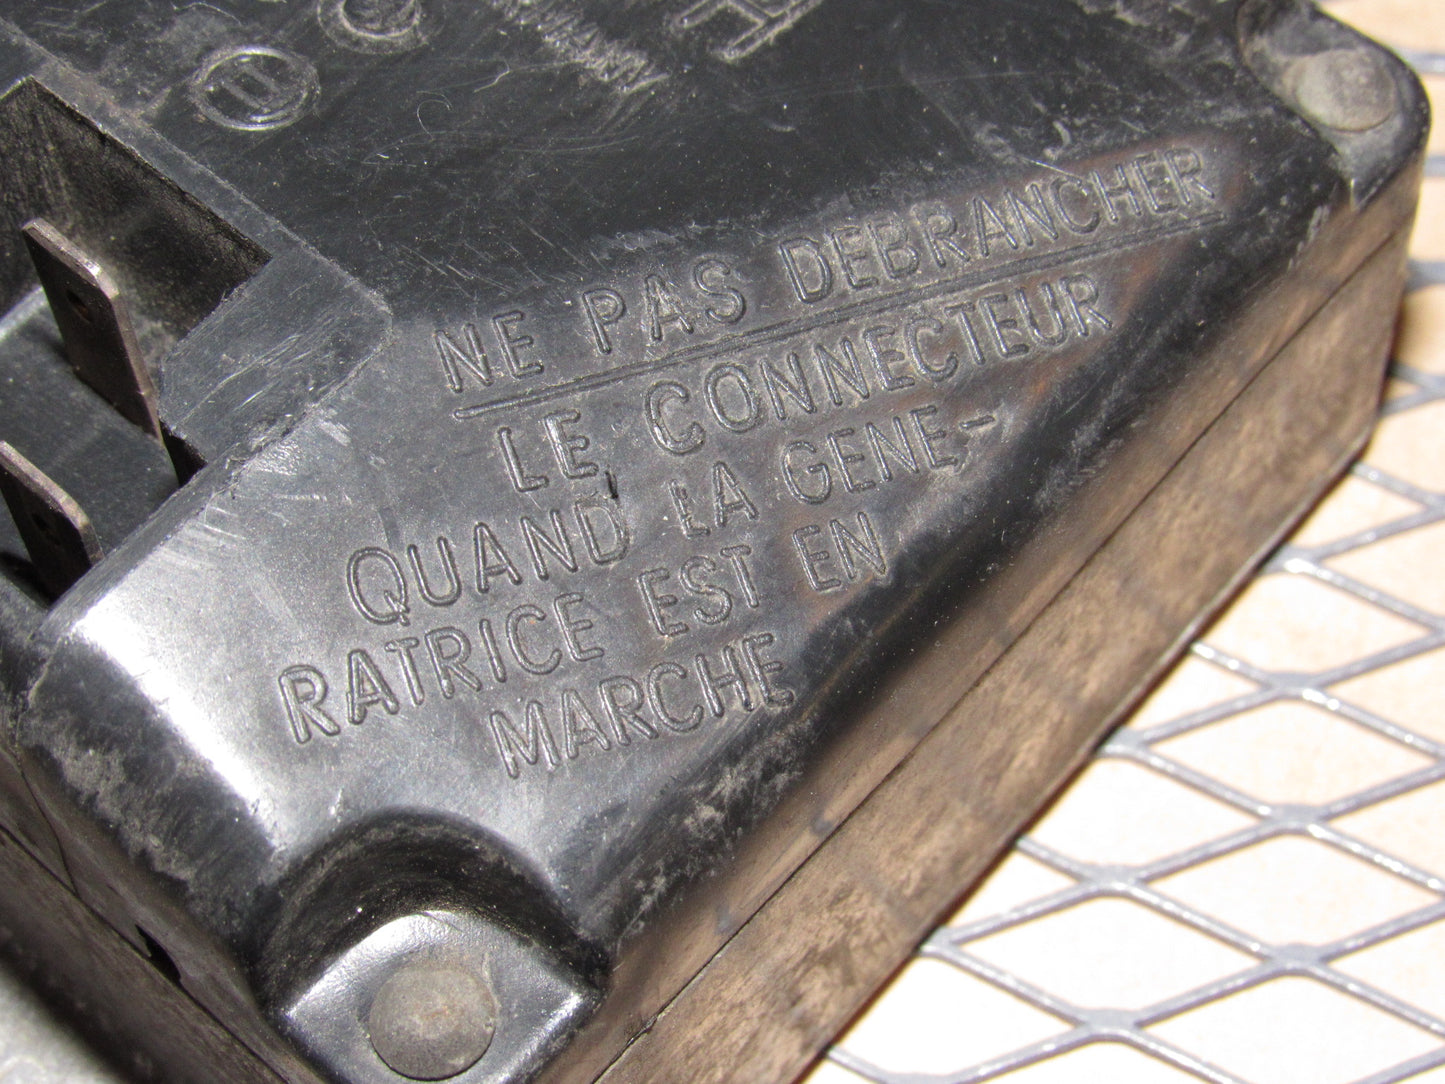 NE PAS DEBRANCHER
LE CONNECTEUR
QUAND LA GENE-
RATRICE EST EN
MARCHE